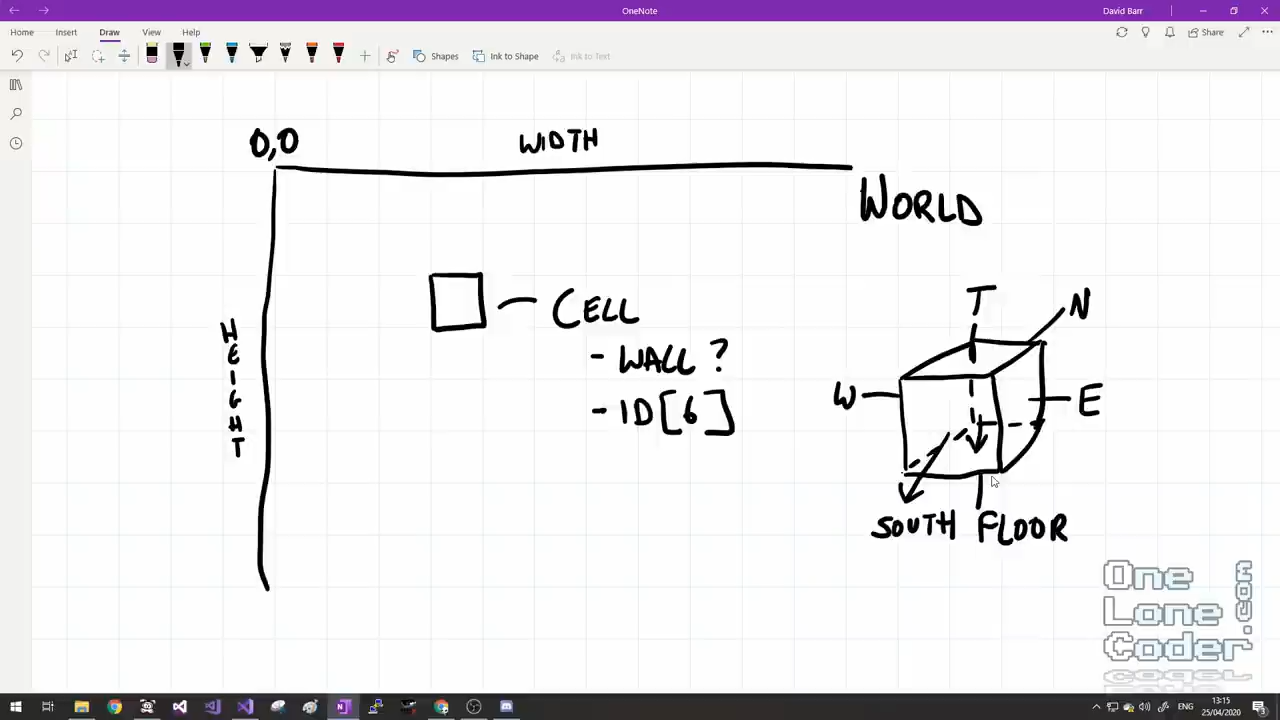 OneNote
David Barr
Home Insert Draw View Help
Share
Shapes Ink to Shape Ink to Text
0,0 WIDTH
WORLD
HEIGHT
CELL
- WALL ?
- ID[6]
T
N
W
E
SOUTH FLOOR
One
Lone
Coder
.com
13:15
ENG
25/04/2020